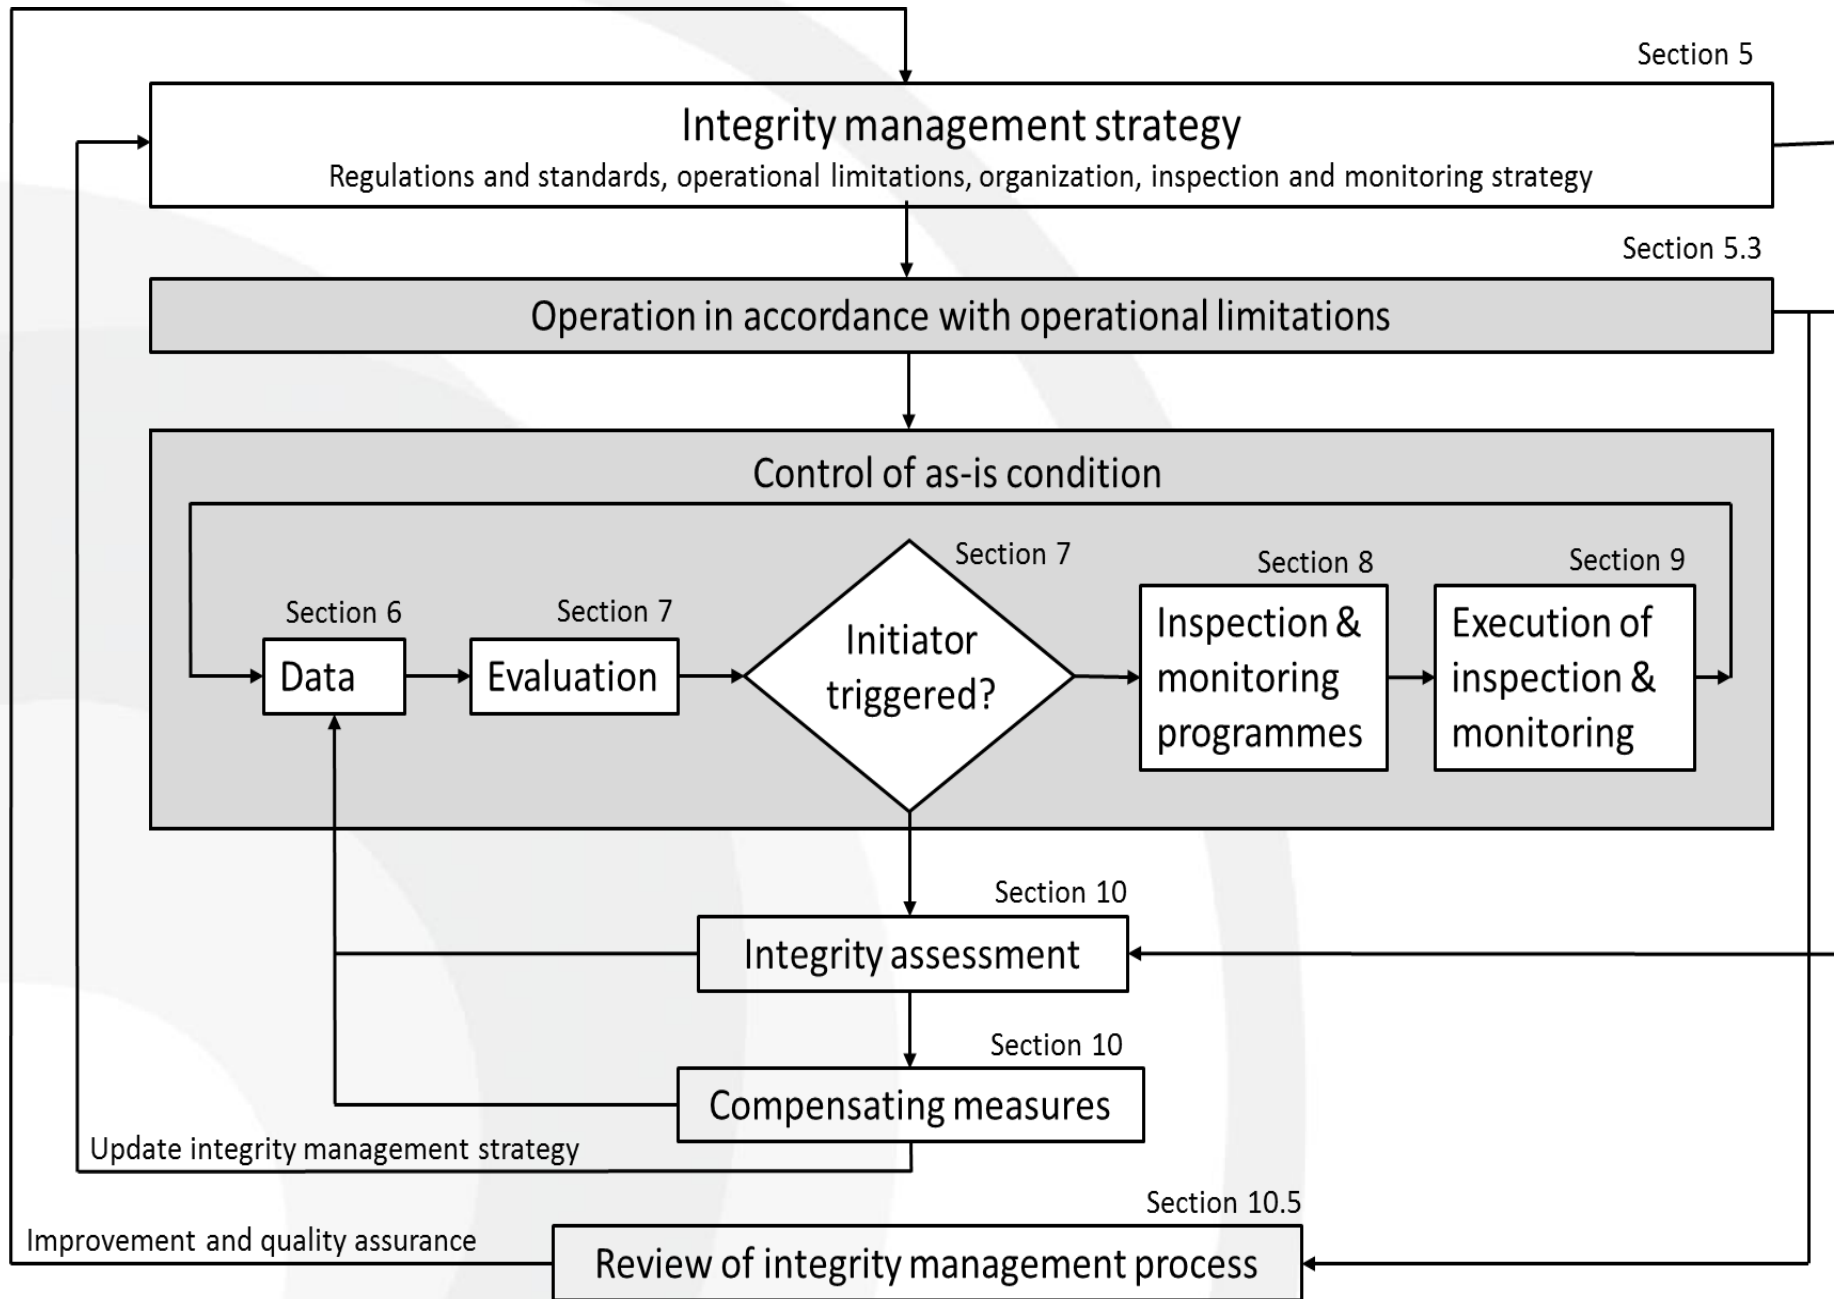 Section 5
Integrity management strategy
Regulations and standards, operational limitations, organization, inspection and monitoring strategy
Section 5.3
Operation in accordance with operational limitations
Control of as-is condition
Section 6
Data
Section 7
Evaluation
Section 7
Initiator
triggered?
Section 8
Inspection &
monitoring
programmes
Section 9
Execution of
inspection &
monitoring
Section 10
Integrity assessment
Section 10
Compensating measures
Update integrity management strategy
Section 10.5
Improvement and quality assurance
Review of integrity management process